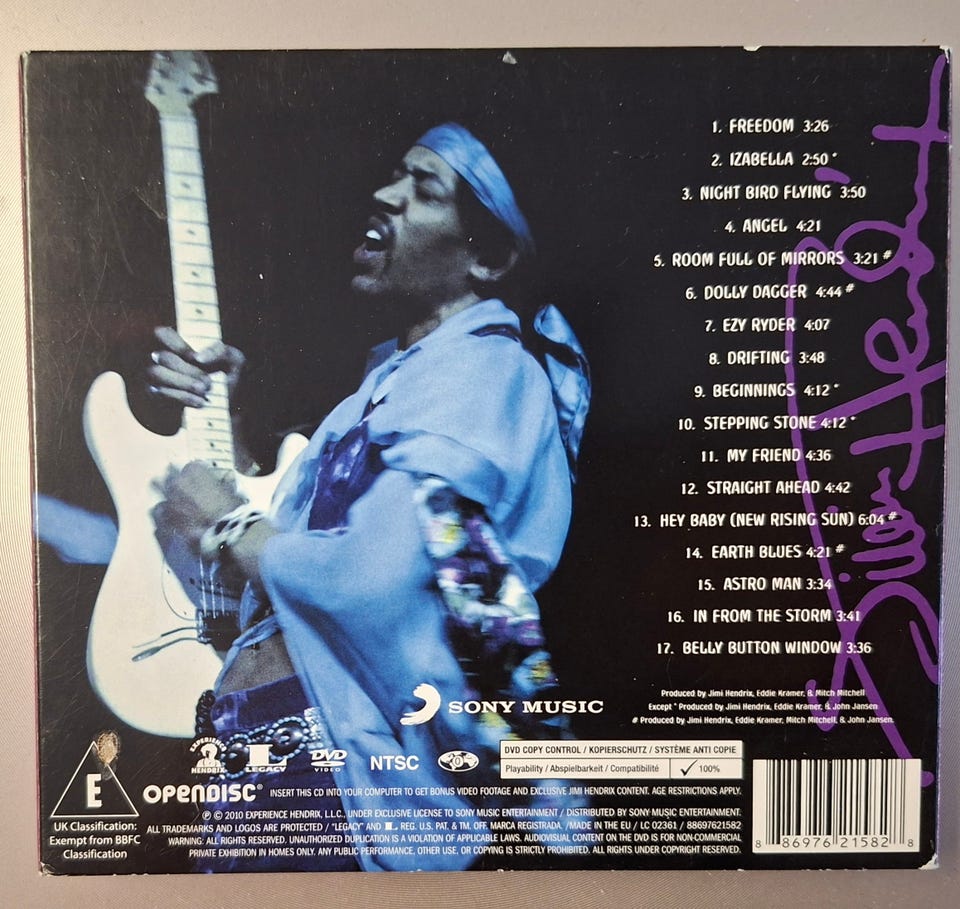 1. FREEDOM 3:26
2. IZABELLA 2:50 *
3. NIGHT BIRD FLYING 3:50
4. ANGEL 4:21
5. ROOM FULL OF MIRRORS 3:21 #
6. DOLLY DAGGER 4:44 #
7. EZY RYDER 4:07
8. DRIFTING 3:48
9. BEGINNINGS 4:12 *
10. STEPPING STONE 4:12 *
11. MY FRIEND 4:36
12. STRAIGHT AHEAD 4:42
13. HEY BABY (NEW RISING SUN) 6:04 #
14. EARTH BLUES 4:21 #
15. ASTRO MAN 3:34
16. IN FROM THE STORM 3:41
17. BELLY BUTTON WINDOW 3:36
Jimi Hendrix
Produced by Jimi Hendrix, Eddie Kramer, & Mitch Mitchell
Except * Produced by Jimi Hendrix, Eddie Kramer, & John Jansen
# Produced by Jimi Hendrix, Eddie Kramer, Mitch Mitchell, & John Jansen.
SONY MUSIC
EXPERIENCE HENDRIX
L LEGACY
DVD VIDEO
NTSC
0
DVD COPY CONTROL / KOPIERSCHUTZ / SYSTÈME ANTI COPIE
Playability / Abspielbarkeit / Compatibilité ✓ 100%
E
UK Classification:
Exempt from BBFC
Classification
OPENDISC® INSERT THIS CD INTO YOUR COMPUTER TO GET BONUS VIDEO FOOTAGE AND EXCLUSIVE JIMI HENDRIX CONTENT. AGE RESTRICTIONS APPLY.
℗ © 2010 EXPERIENCE HENDRIX, L.L.C., UNDER EXCLUSIVE LICENSE TO SONY MUSIC ENTERTAINMENT / DISTRIBUTED BY SONY MUSIC ENTERTAINMENT.
ALL TRADEMARKS AND LOGOS ARE PROTECTED / "LEGACY" AND L REG. U.S. PAT. & TM. OFF. MARCA REGISTRADA. /MADE IN THE EU / LC 02361 / 88697621582
WARNING: ALL RIGHTS RESERVED. UNAUTHORIZED DUPLICATION IS A VIOLATION OF APPLICABLE LAWS. AUDIOVISUAL CONTENT ON THE DVD IS FOR NON-COMMERCIAL
PRIVATE EXHIBITION IN HOMES ONLY. ANY PUBLIC PERFORMANCE, OTHER USE, OR COPYING IS STRICTLY PROHIBITED. ALL RIGHTS UNDER COPYRIGHT RESERVED.
8 86976 21582 8